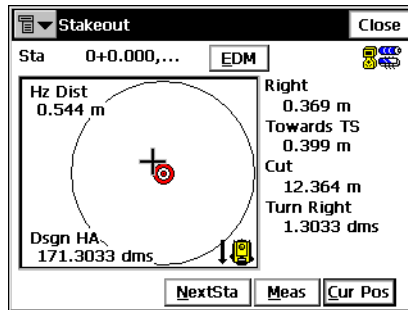 Stakeout
Close
Sta 0+0.000,... EDM
Hz Dist
0.544 m
Dsgn HA
171.3033 dms
Right
0.369 m
Towards TS
0.399 m
Cut
12.364 m
Turn Right
1.3033 dms
NextSta Meas Cur Pos